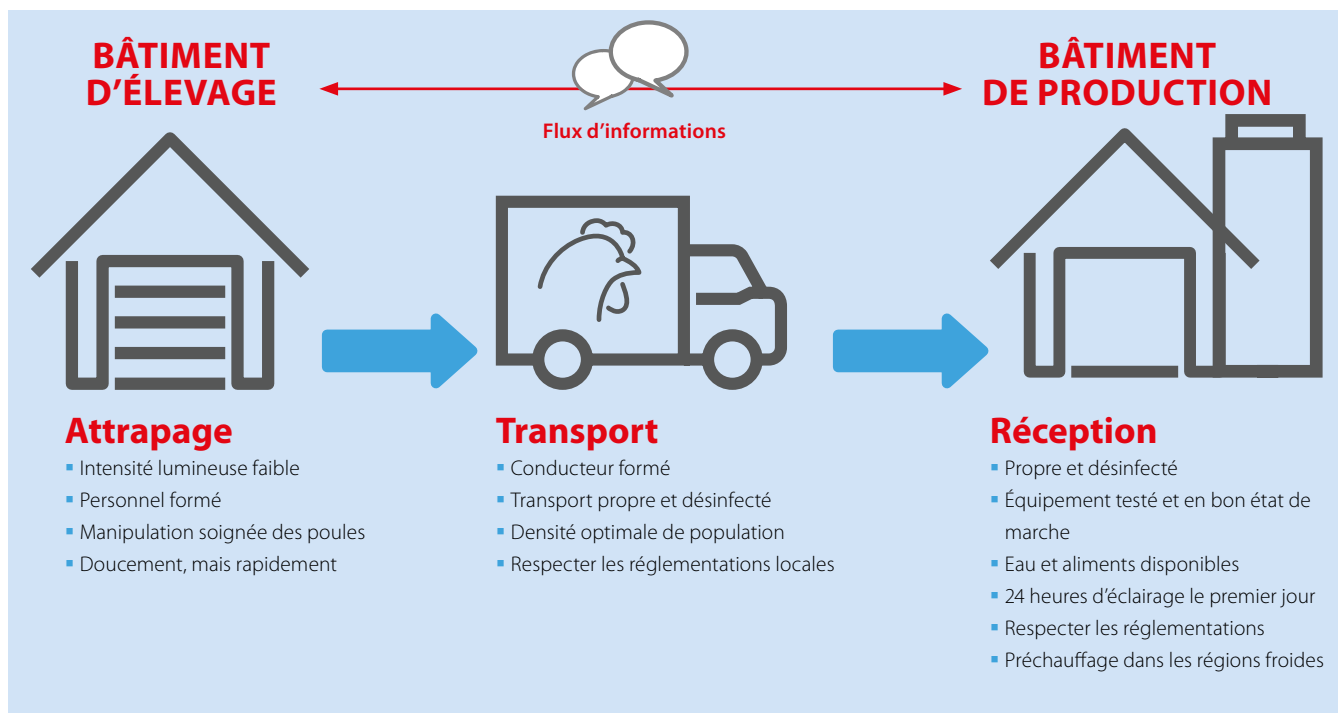 BÂTIMENT
D'ÉLEVAGE
Flux d'informations
BÂTIMENT
DE PRODUCTION
Attrapage
▪ Intensité lumineuse faible
▪ Personnel formé
▪ Manipulation soignée des poules
▪ Doucement, mais rapidement
Transport
▪ Conducteur formé
▪ Transport propre et désinfecté
▪ Densité optimale de population
▪ Respecter les réglementations locales
Réception
▪ Propre et désinfecté
▪ Équipement testé et en bon état de
marche
▪ Eau et aliments disponibles
▪ 24 heures d'éclairage le premier jour
▪ Respecter les réglementations
▪ Préchauffage dans les régions froides